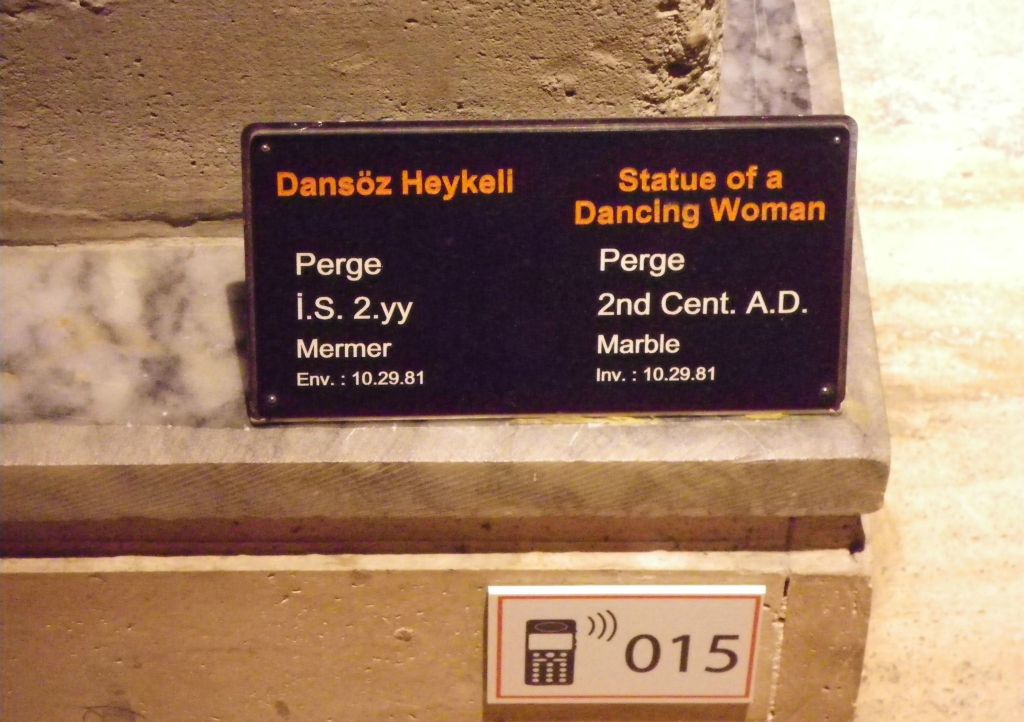 Dansöz Heykeli
Perge
İ.S. 2.yy
Mermer
Env. : 10.29.81
Statue of a
Dancing Woman
Perge
2nd Cent. A.D.
Marble
Inv. : 10.29.81
015